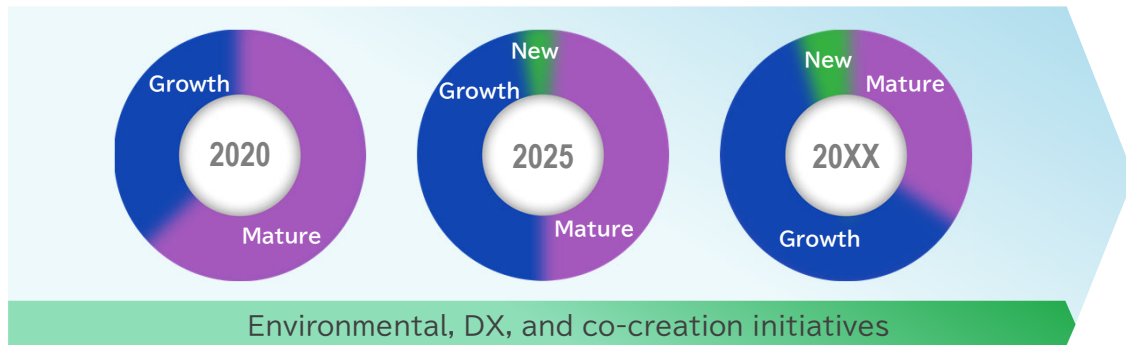 Growth
2020
Mature
New
Growth
2025
Mature
New
Mature
20XX
Growth
Environmental, DX, and co-creation initiatives